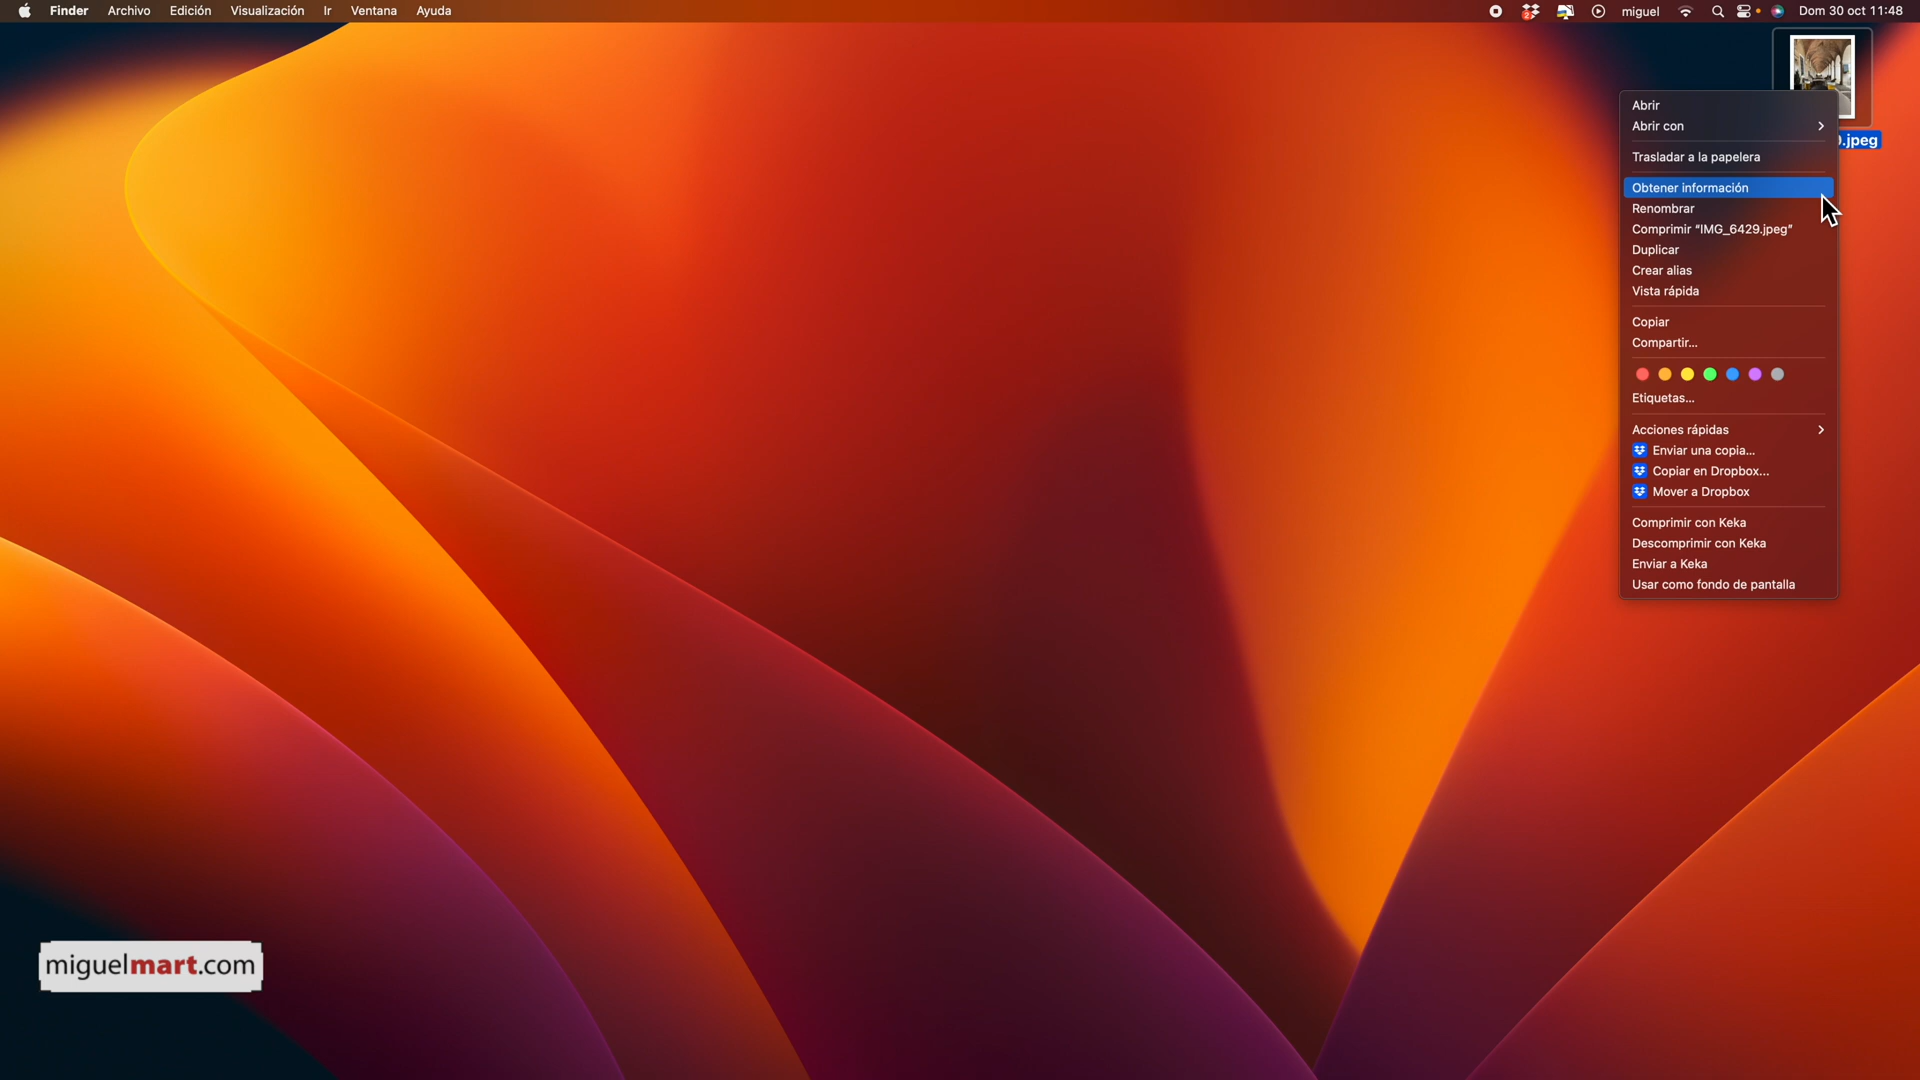 Finder Archivo Edición Visualización Ir Ventana Ayuda
miguel Dom 30 oct 11:48
.jpeg
Abrir
Abrir con
Trasladar a la papelera
Obtener información
Renombrar
Comprimir "IMG_6429.jpeg"
Duplicar
Crear alias
Vista rápida
Copiar
Compartir...
Etiquetas...
Acciones rápidas
Enviar una copia...
Copiar en Dropbox...
Mover a Dropbox
Comprimir con Keka
Descomprimir con Keka
Enviar a Keka
Usar como fondo de pantalla
miguelmart.com